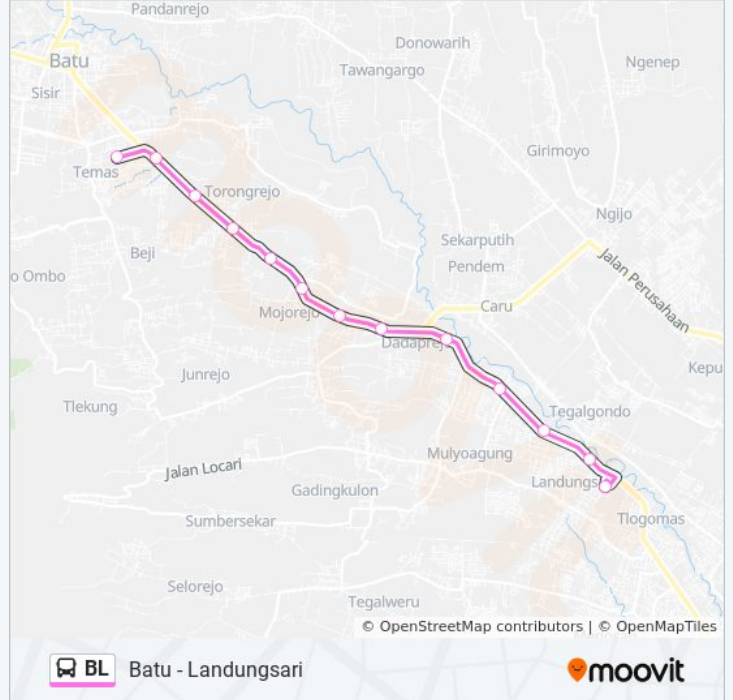 Pandanrejo
Donowarih
Batu
Ngenep
Tawangargo
Sisir
Girimoyo
Temas
Torongrejo
Ngijo
Sekarputih
Beji
Pendem
o Ombo
Jalan Perusahaan
Caru
Mojorejo
Dadaprejo
Kepu
Junrejo
Tlekung
Tegalgondo
Mulyoagung
Jalan Locari
Landungs
Gadingkulon
Sumbersekar
Tlogomas
Selorejo
Tegalweru
© OpenStreetMap contributors | © OpenMapTiles
BL Batu - Landungsari
moovit